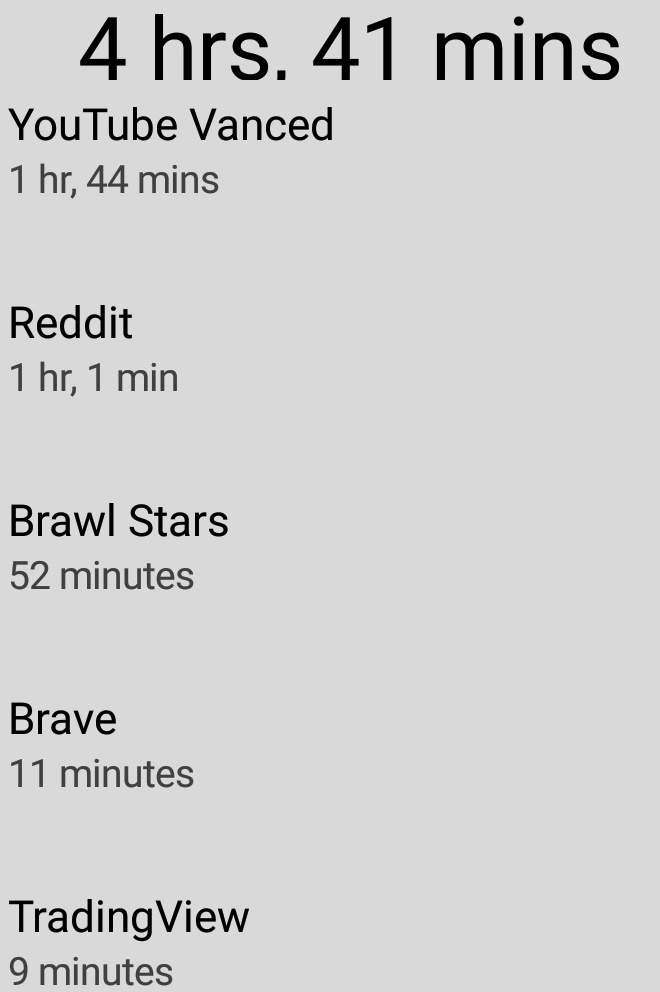 4 hrs. 41 mins
YouTube Vanced
1 hr, 44 mins
Reddit
1 hr, 1 min
Brawl Stars
52 minutes
Brave
11 minutes
TradingView
9 minutes